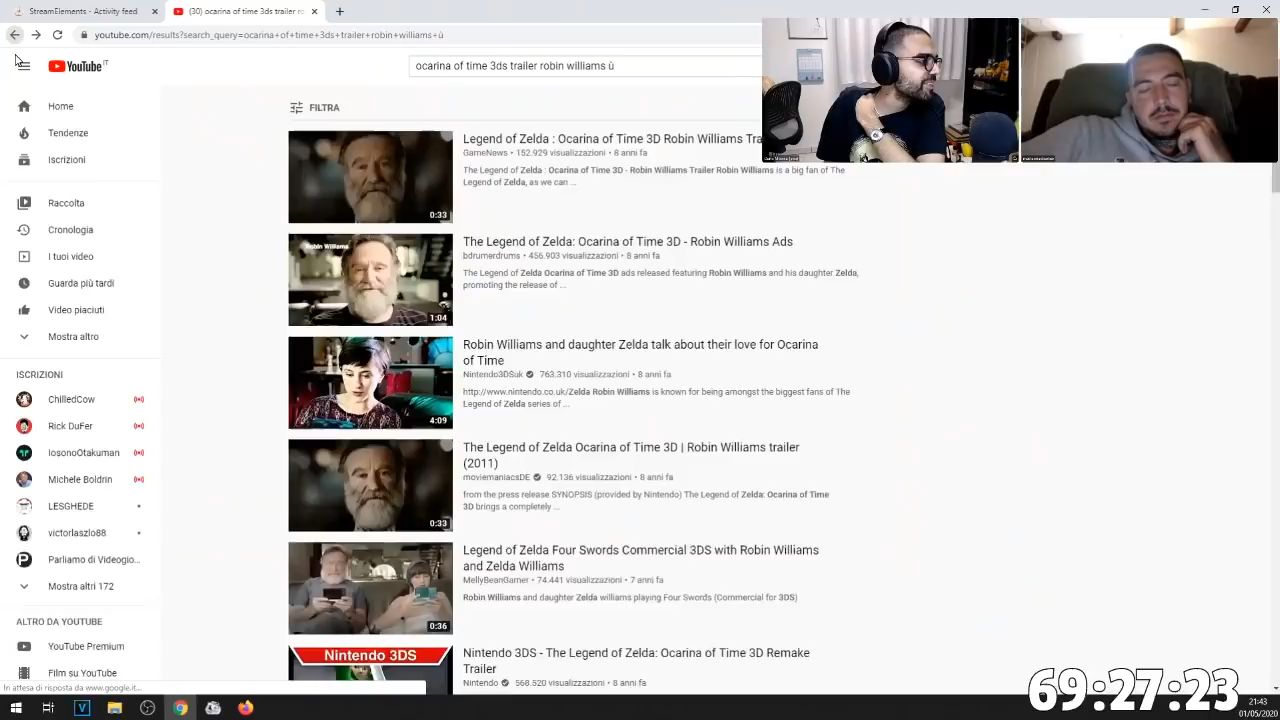 StreamElements - Activity feed
(30) ocarina of time 3ds trailer ro
youtube.com/results?search_query=ocarina+of+time+3ds+trailer+robin+williams+ù
YouTube IT
ocarina of time 3ds trailer robin williams ù
Home
Tendenze
Iscrizioni
Raccolta
Cronologia
I tuoi video
Guarda più tardi
Video piaciuti
Mostra altro
ISCRIZIONI
ChilledCow
Rick DuFer
IosonoOtakuman
Michele Boldrin
LESGHEDE
victorlaszlo88
Parliamo di Videogio...
Mostra altri 172
ALTRO DA YOUTUBE
YouTube Premium
Film su YouTube
In attesa di risposta da www.google.it...
FILTRA
Legend of Zelda : Ocarina of Time 3D Robin Williams Tra
GameNews • 152.929 visualizzazioni • 8 anni fa
The Legend of Zelda : Ocarina of Time 3D - Robin Williams Trailer Robin Williams is a big fan of The
Legend of Zelda, as we can ...
0:33
The Legend of Zelda: Ocarina of Time 3D - Robin Williams Ads
bdrumerdrums • 456.903 visualizzazioni • 8 anni fa
The Legend of Zelda Ocarina of Time 3D ads released featuring Robin Williams and his daughter Zelda,
promoting the release of ...
Robin Williams
1:04
Robin Williams and daughter Zelda talk about their love for Ocarina
of Time
Nintendo3DSuk 763.310 visualizzazioni • 8 anni fa
http://www.nintendo.co.uk/Zelda Robin Williams is known for being amongst the biggest fans of The
Legend of Zelda series of ...
4:09
The Legend of Zelda Ocarina of Time 3D | Robin Williams trailer
(2011)
moviemaniacsDE 92.136 visualizzazioni • 8 anni fa
from the press release SYNOPSIS (provided by Nintendo) The Legend of Zelda: Ocarina of Time
3D brings a completely ...
0:33
Legend of Zelda Four Swords Commercial 3DS with Robin Williams
and Zelda Williams
MellyBeanGamer • 74.441 visualizzazioni • 7 anni fa
Robin Williams and daughter Zelda williams playing Four Swords (Commercial for 3DS)
0:36
Nintendo 3DS - The Legend of Zelda: Ocarina of Time 3D Remake
Trailer
Nintendo 568.520 visualizzazioni • 8 anni fa
Nintendo 3DS
69:27:23
21:43
01/05/2020